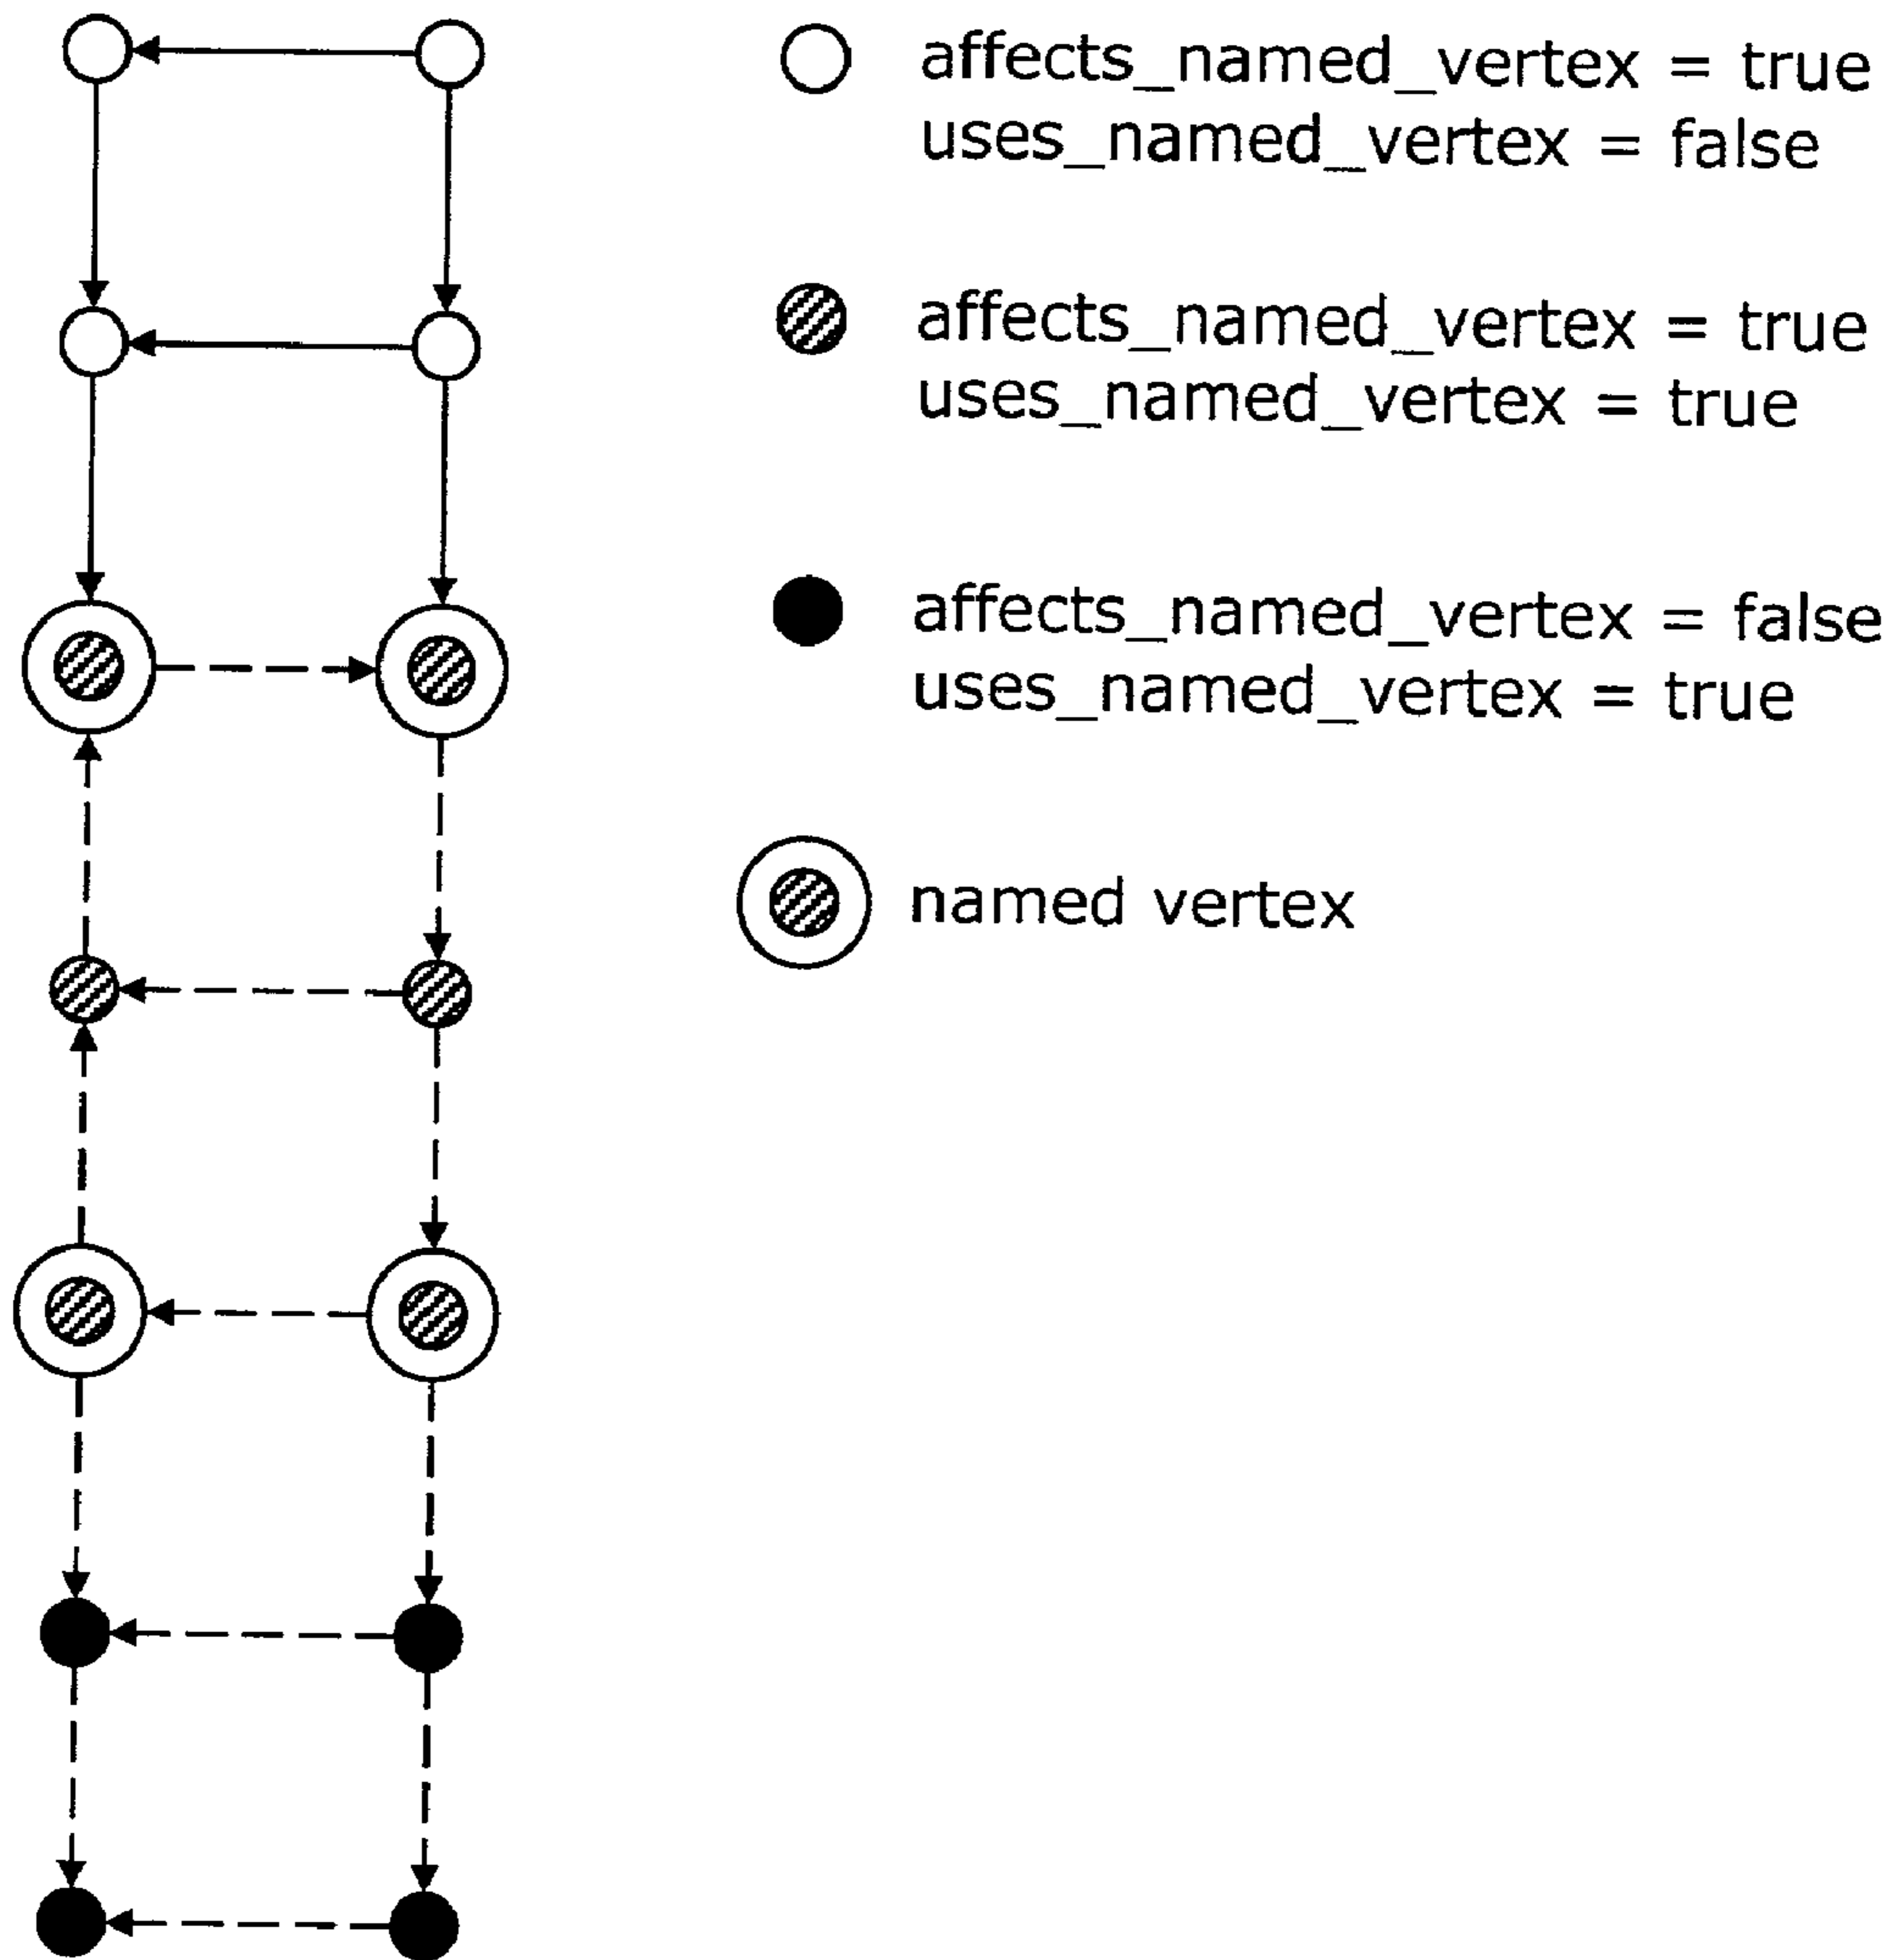 affects_named_vertex = true
uses_named_vertex = false
affects_named_vertex = true
uses_named_vertex = true
affects_named_vertex = false
uses_named_vertex = true
named vertex